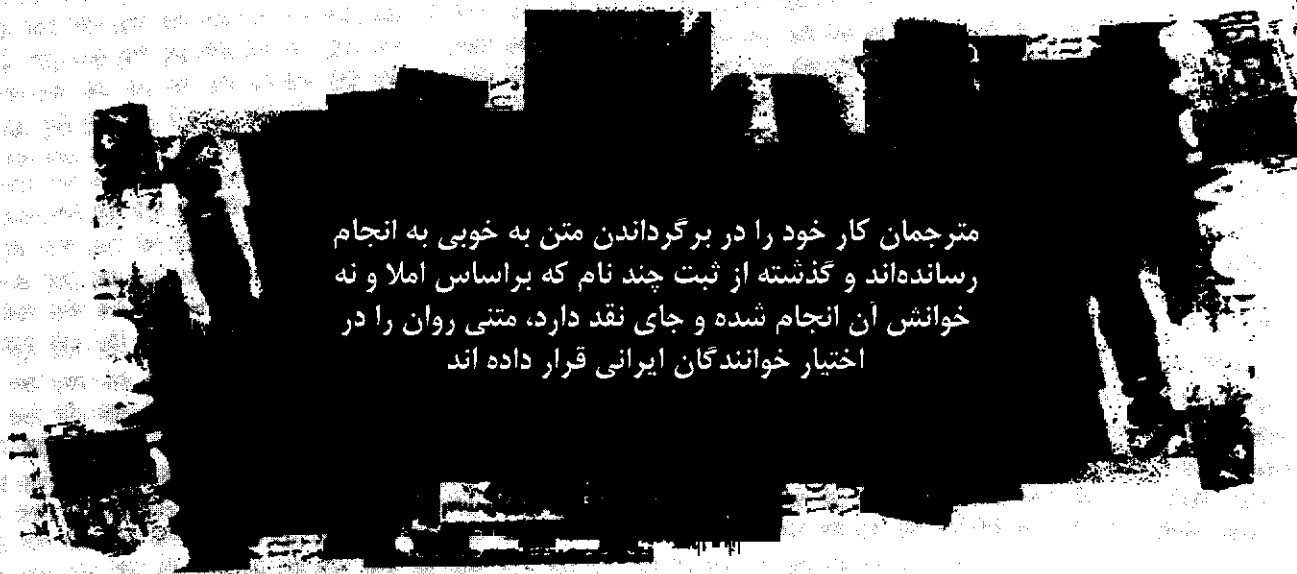 مترجمان کار خود را در برگرداندن متن به خوبی به انجام
رسانده‌اند و گذشته از ثبت چند نام که براساس املا و نه
خوانش آن انجام شده و جای نقد دارد، متنی روان را در
اختیار خوانندگان ایرانی قرار داده اند